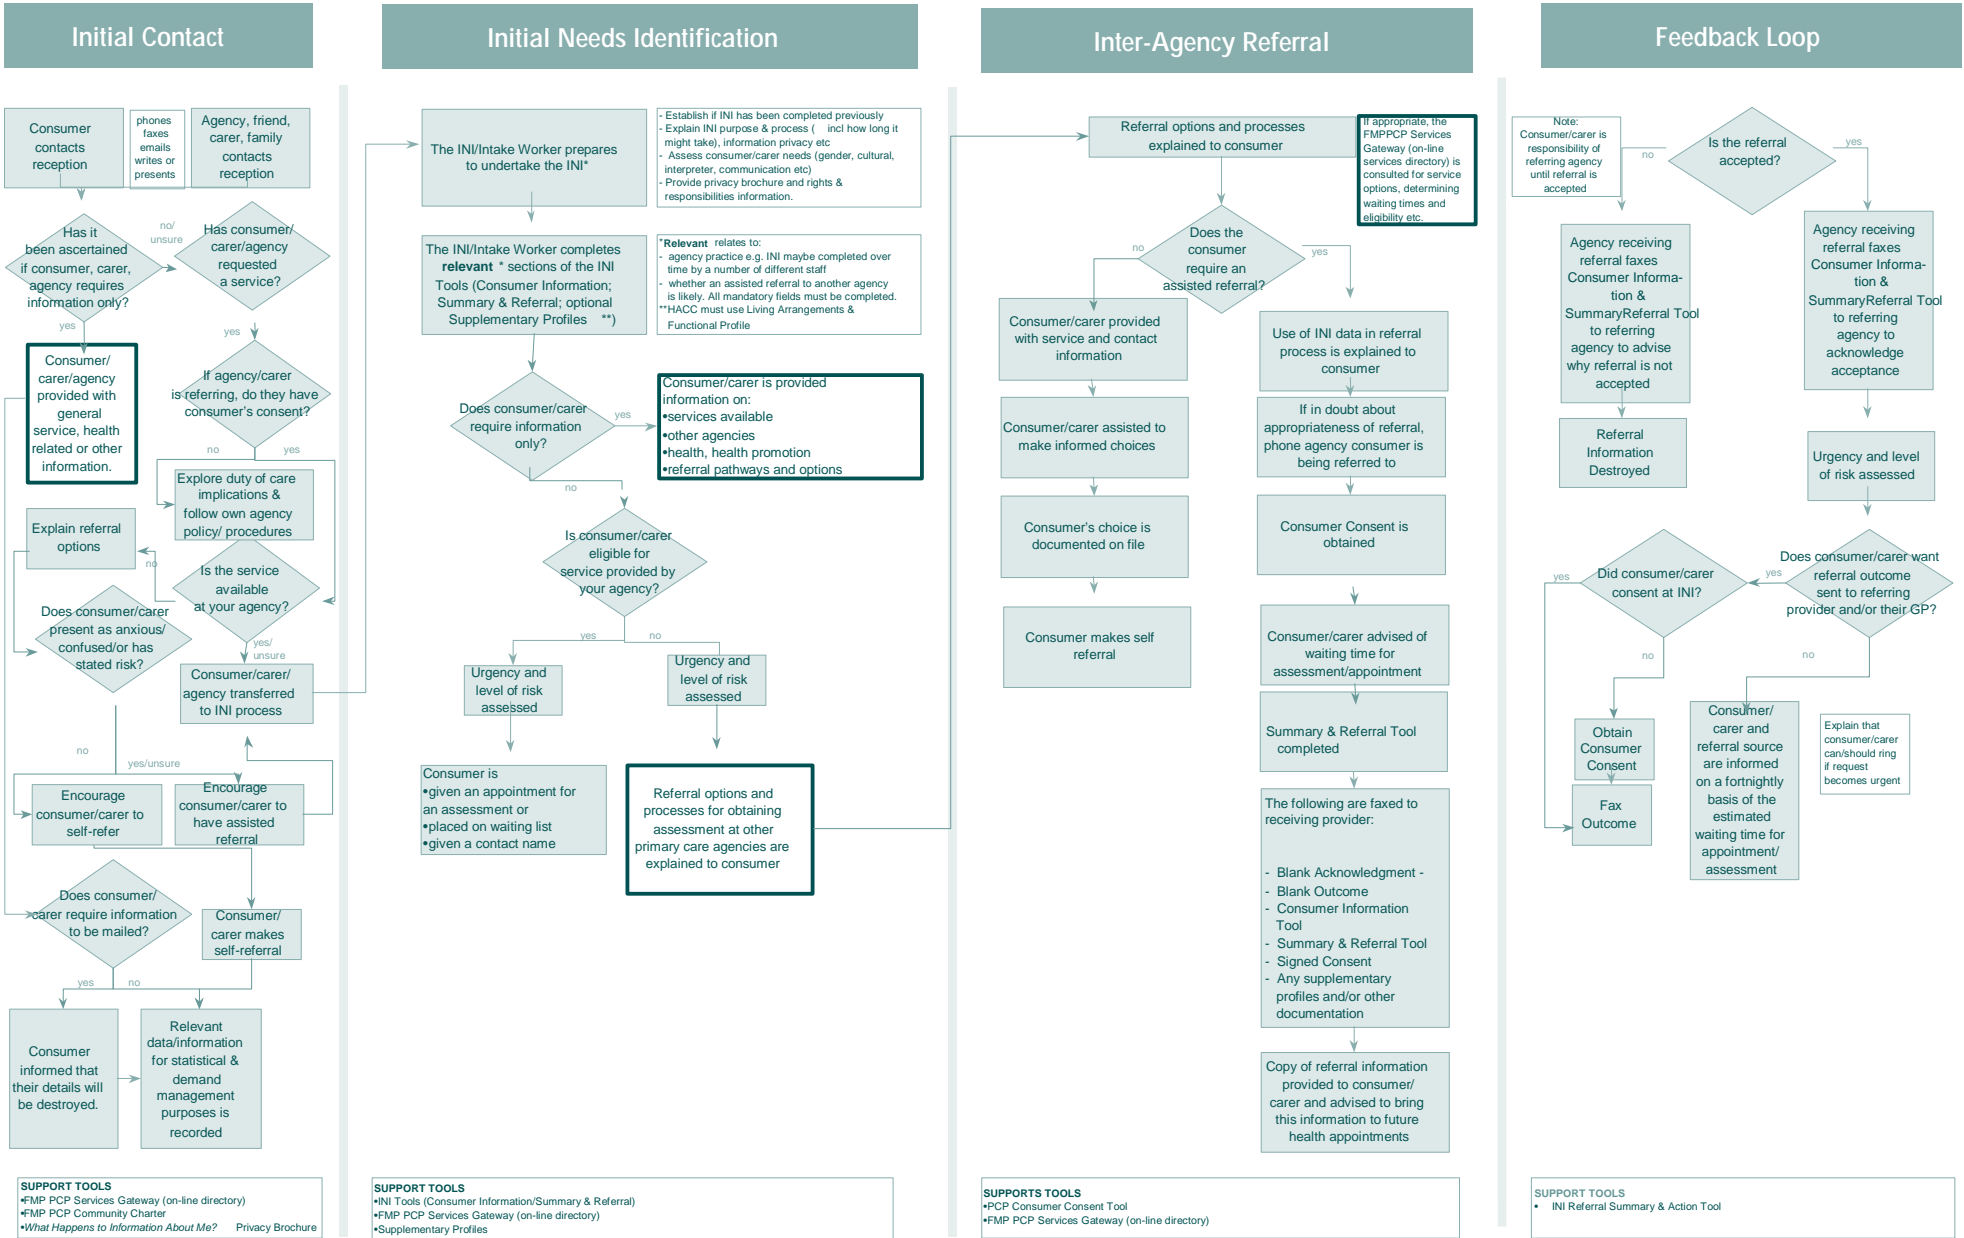 Initial Contact
Consumer
contacts
reception
phones
faxes
emails
writes or
presents
Agency, friend,
carer, family
contacts
reception
Has it
been ascertained
if consumer, carer,
agency requires
information only?
no/
unsure
Has consumer/
carer/agency
requested
a service?
yes
yes
Consumer/
carer/agency
provided with
general
service, health
related or other
information.
If agency/carer
is referring, do they have
consumer's consent?
no
yes
Explore duty of care
implications &
follow own agency
policy/ procedures
Explain referral
options
no
Is the service
available
at your agency?
Does consumer/carer
present as anxious/
confused/or has
stated risk?
yes/
unsure
Consumer/carer/
agency transferred
to INI process
no
yes/unsure
Encourage
consumer/carer to
self-refer
Encourage
consumer/carer to
have assisted
referral
Does consumer/
carer require information
to be mailed?
Consumer/
carer makes
self-referral
yes
no
Consumer
informed that
their details will
be destroyed.
Relevant
data/information
for statistical &
demand
management
purposes is
recorded
SUPPORT TOOLS
•FMP PCP Services Gateway (on-line directory)
•FMP PCP Community Charter
•What Happens to Information About Me? Privacy Brochure
Initial Needs Identification
The INI/Intake Worker prepares
to undertake the INI*
- Establish if INI has been completed previously
- Explain INI purpose & process ( incl how long it
might take), information privacy etc
- Assess consumer/carer needs (gender, cultural,
interpreter, communication etc)
- Provide privacy brochure and rights &
responsibilities information.
The INI/Intake Worker completes
relevant * sections of the INI
Tools (Consumer Information;
Summary & Referral; optional
Supplementary Profiles **)
*Relevant relates to:
- agency practice e.g. INI maybe completed over
time by a number of different staff
- whether an assisted referral to another agency
is likely. All mandatory fields must be completed.
**HACC must use Living Arrangements &
Functional Profile
Does consumer/carer
require information
only?
yes
Consumer/carer is provided
information on:
•services available
•other agencies
•health, health promotion
•referral pathways and options
no
Is consumer/carer
eligible for
service provided by
your agency?
yes
no
Urgency and
level of risk
assessed
Urgency and
level of risk
assessed
Consumer is
•given an appointment for
an assessment or
•placed on waiting list
•given a contact name
Referral options and
processes for obtaining
assessment at other
primary care agencies are
explained to consumer
SUPPORT TOOLS
•INI Tools (Consumer Information/Summary & Referral)
•FMP PCP Services Gateway (on-line directory)
•Supplementary Profiles
Inter-Agency Referral
Referral options and processes
explained to consumer
If appropriate, the
FMPPCP Services
Gateway (on-line
services directory) is
consulted for service
options, determining
waiting times and
eligibility etc.
Does the
consumer
require an
assisted referral?
no
yes
Consumer/carer provided
with service and contact
information
Use of INI data in referral
process is explained to
consumer
Consumer/carer assisted to
make informed choices
If in doubt about
appropriateness of referral,
phone agency consumer is
being referred to
Consumer's choice is
documented on file
Consumer Consent is
obtained
Consumer makes self
referral
Consumer/carer advised of
waiting time for
assessment/appointment
Summary & Referral Tool
completed
The following are faxed to
receiving provider:
- Blank Acknowledgment -
- Blank Outcome
- Consumer Information
Tool
- Summary & Referral Tool
- Signed Consent
- Any supplementary
profiles and/or other
documentation
Copy of referral information
provided to consumer/
carer and advised to bring
this information to future
health appointments
SUPPORTS TOOLS
•PCP Consumer Consent Tool
•FMP PCP Services Gateway (on-line directory)
Feedback Loop
Note:
Consumer/carer is
responsibility of
referring agency
until referral is
accepted
no
Is the referral
accepted?
yes
Agency receiving
referral faxes
Consumer Informa-
tion &
SummaryReferral Tool
to referring
agency to advise
why referral is not
accepted
Agency receiving
referral faxes
Consumer Informa-
tion &
SummaryReferral Tool
to referring
agency to
acknowledge
acceptance
Referral
Information
Destroyed
Urgency and level
of risk assessed
yes
Did consumer/carer
consent at INI?
yes
Does consumer/carer want
referral outcome
sent to referring
provider and/or their GP?
no
no
Obtain
Consumer
Consent
Fax
Outcome
Consumer/
carer and
referral source
are informed
on a fortnightly
basis of the
estimated
waiting time for
appointment/
assessment
Explain that
consumer/carer
can/should ring
if request
becomes urgent
SUPPORT TOOLS
• INI Referral Summary & Action Tool